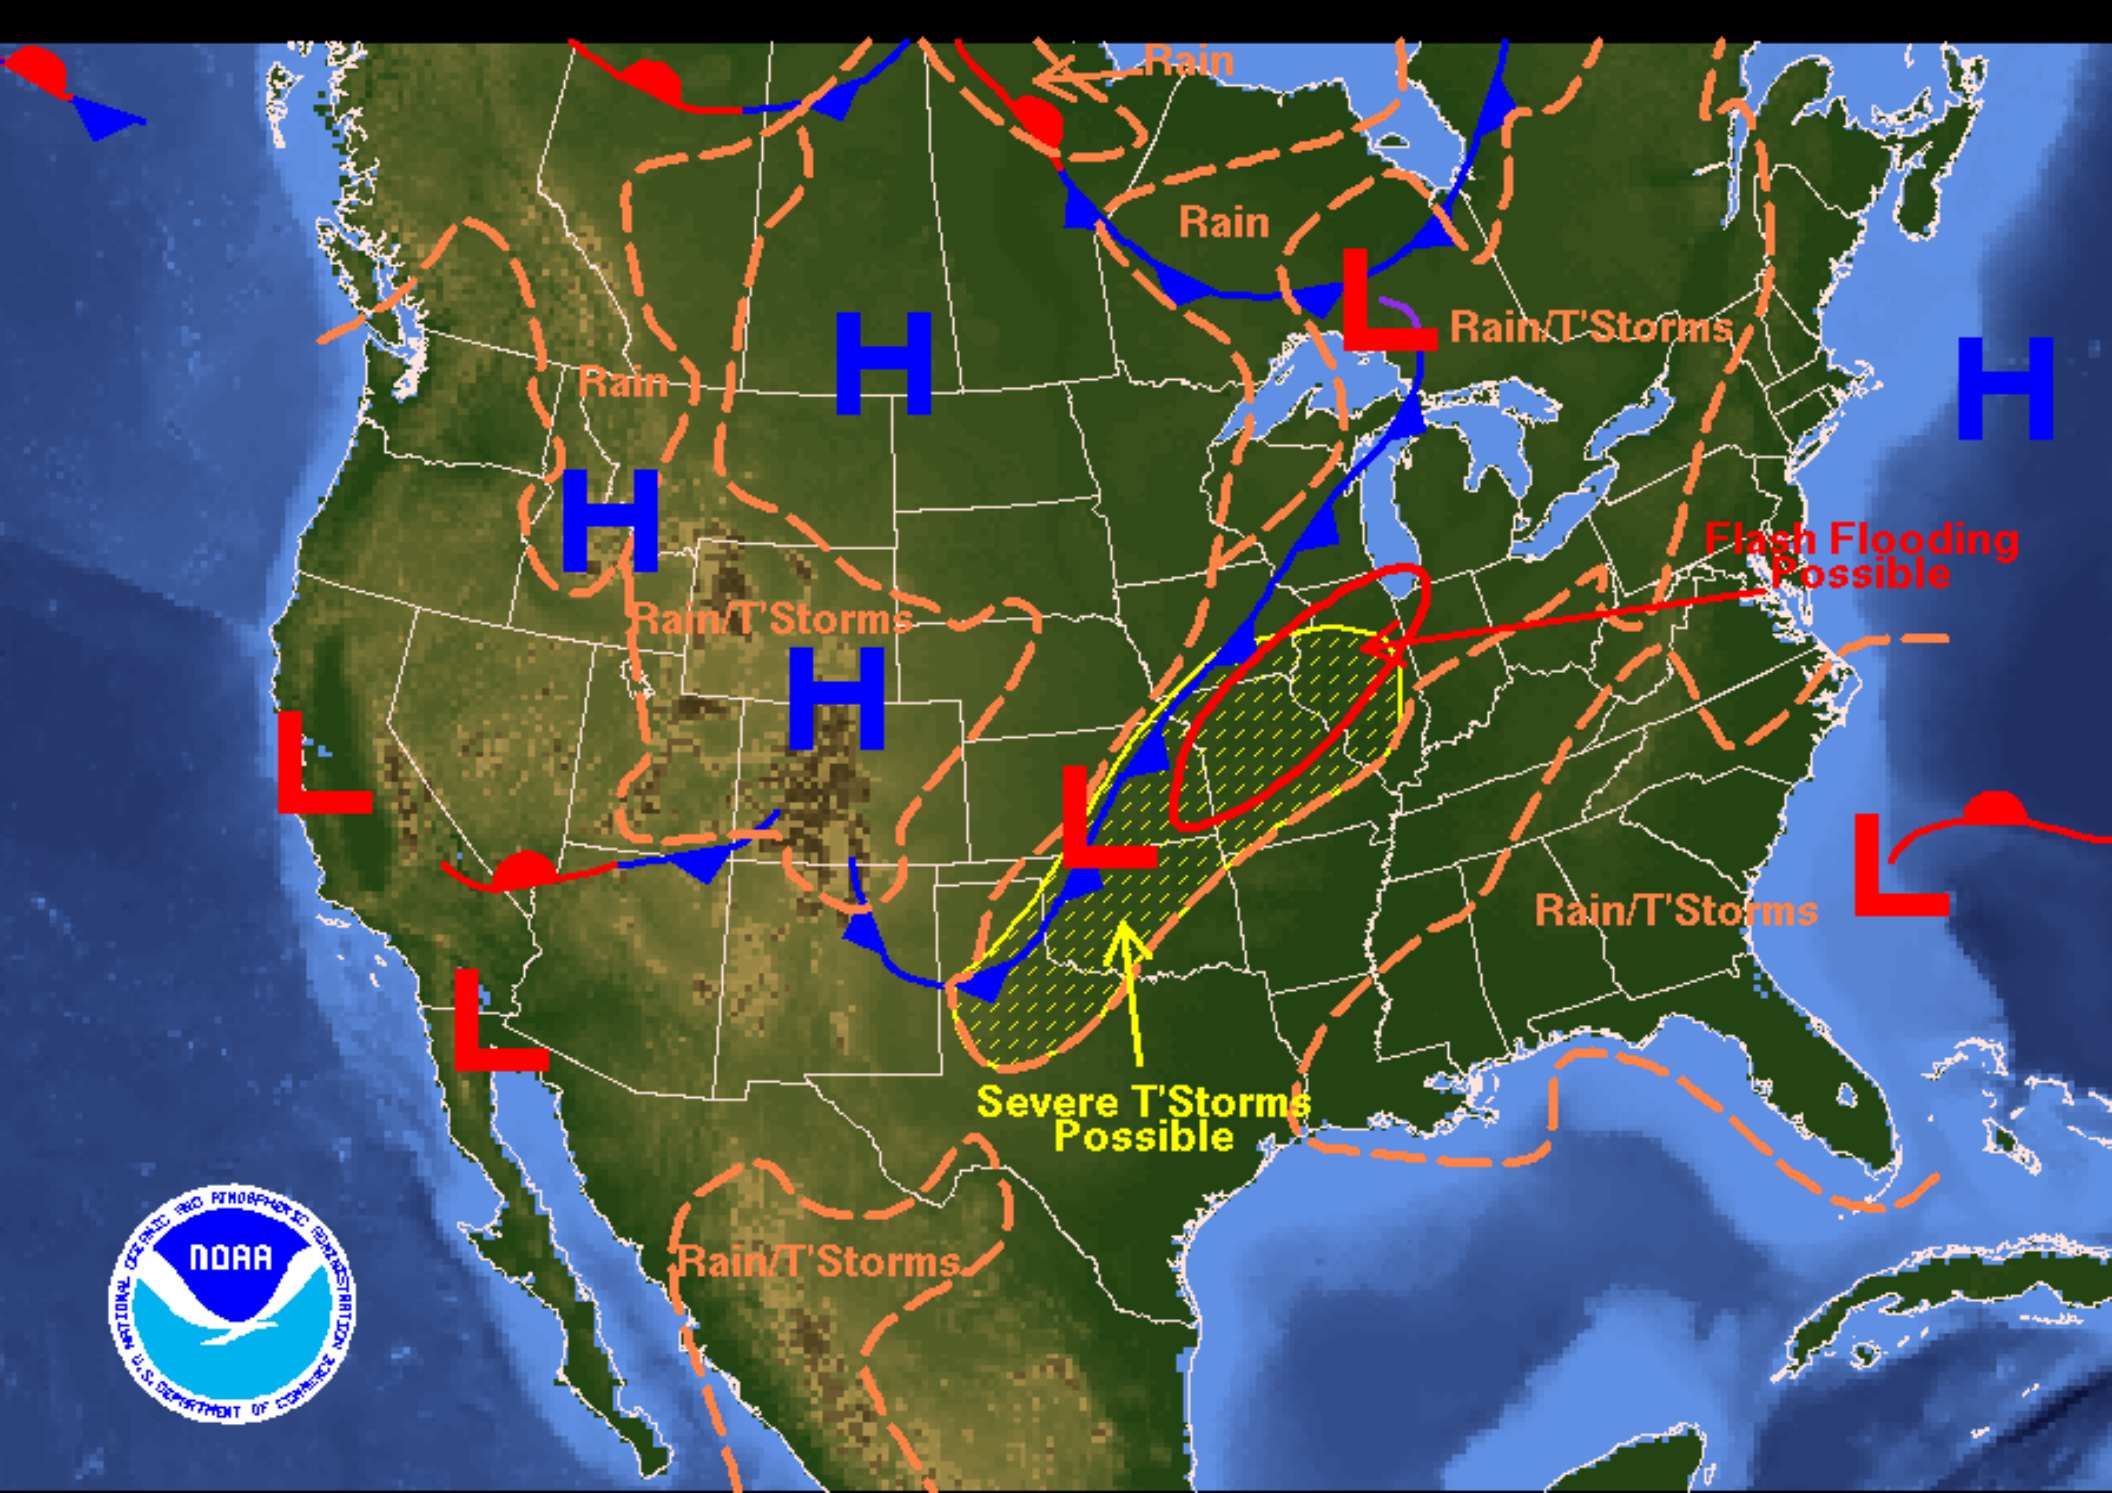 Rain
Rain
H
L
Rain/T'Storms
H
Rain
H
Flash Flooding
Possible
Rain/T'Storms
H
L
L
L
Rain/T'Storms
L
Severe T'Storms
Possible
Rain/T'Storms
NATIONAL OCEANIC AND ATMOSPHERIC ADMINISTRATION
NOAA
U.S. DEPARTMENT OF COMMERCE